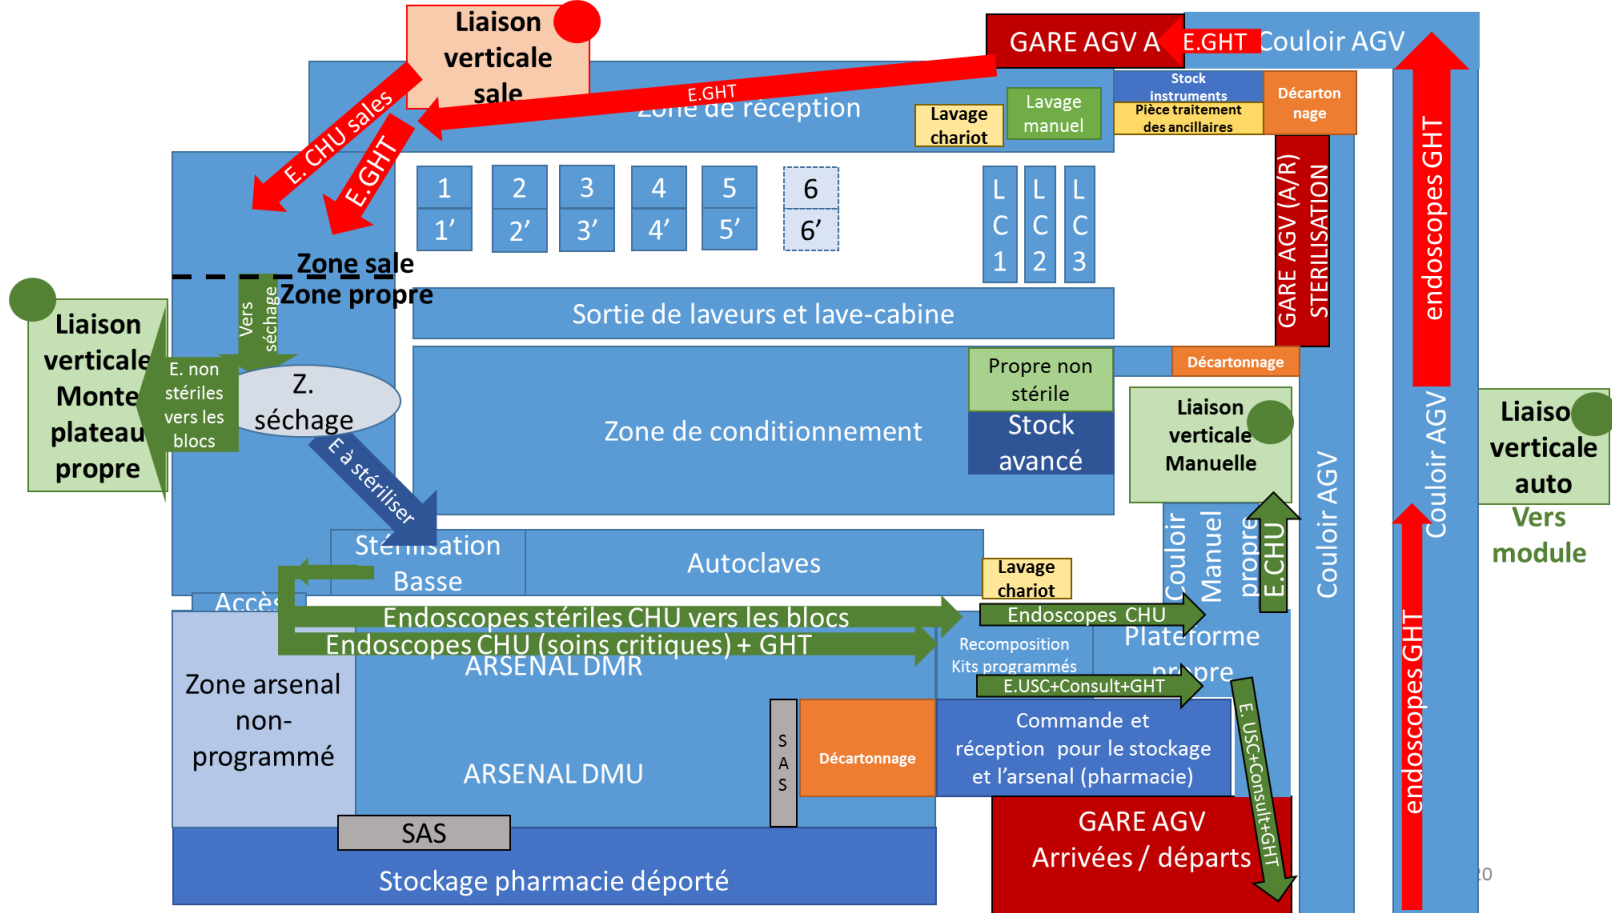 Liaison
verticale
sale
GARE AGV A
E.GHT
Couloir AGV
E.GHT
Zone de réception
Stock
instruments
Pièce traitement
des ancillaires
Décarton
nage
Lavage
chariot
Lavage
manuel
E. CHU sales
E.GHT
endoscopes GHT
GARE AGV (A/R)
STERILISATION
1
2
3
4
5
6
1’
2’
3’
4’
5’
6’
L
C
1
L
C
2
L
C
3
Zone sale
Zone propre
Vers
séchage
Sortie de laveurs et lave-cabine
Liaison
verticale
Monte
plateau
propre
E. non
stériles
vers les
blocs
Z.
séchage
E à stériliser
Zone de conditionnement
Propre non
stérile
Stock
avancé
Décartonnage
Liaison
verticale
Manuelle
Couloir AGV
Couloir AGV
Liaiso
verticale
auto
Vers
module
Stérilisation
Basse
Autoclaves
Lavage
chariot
Couloir
Manuel
propre
E.CHU
Accès
Endoscopes stériles CHU vers les blocs
Endoscopes CHU
Endoscopes CHU (soins critiques) + GHT
ARSENAL DMR
Recomposition
Kits programmés
Plateforme
propre
E.USC+Consult+GHT
E. USC+Consult+GHT
endoscopes GHT
Zone arsenal
non-
programmé
ARSENAL DMU
S
A
S
Décartonnage
Commande et
réception pour le stockage
et l’arsenal (pharmacie)
SAS
GARE AGV
Arrivées / départs
Stockage pharmacie déporté
20